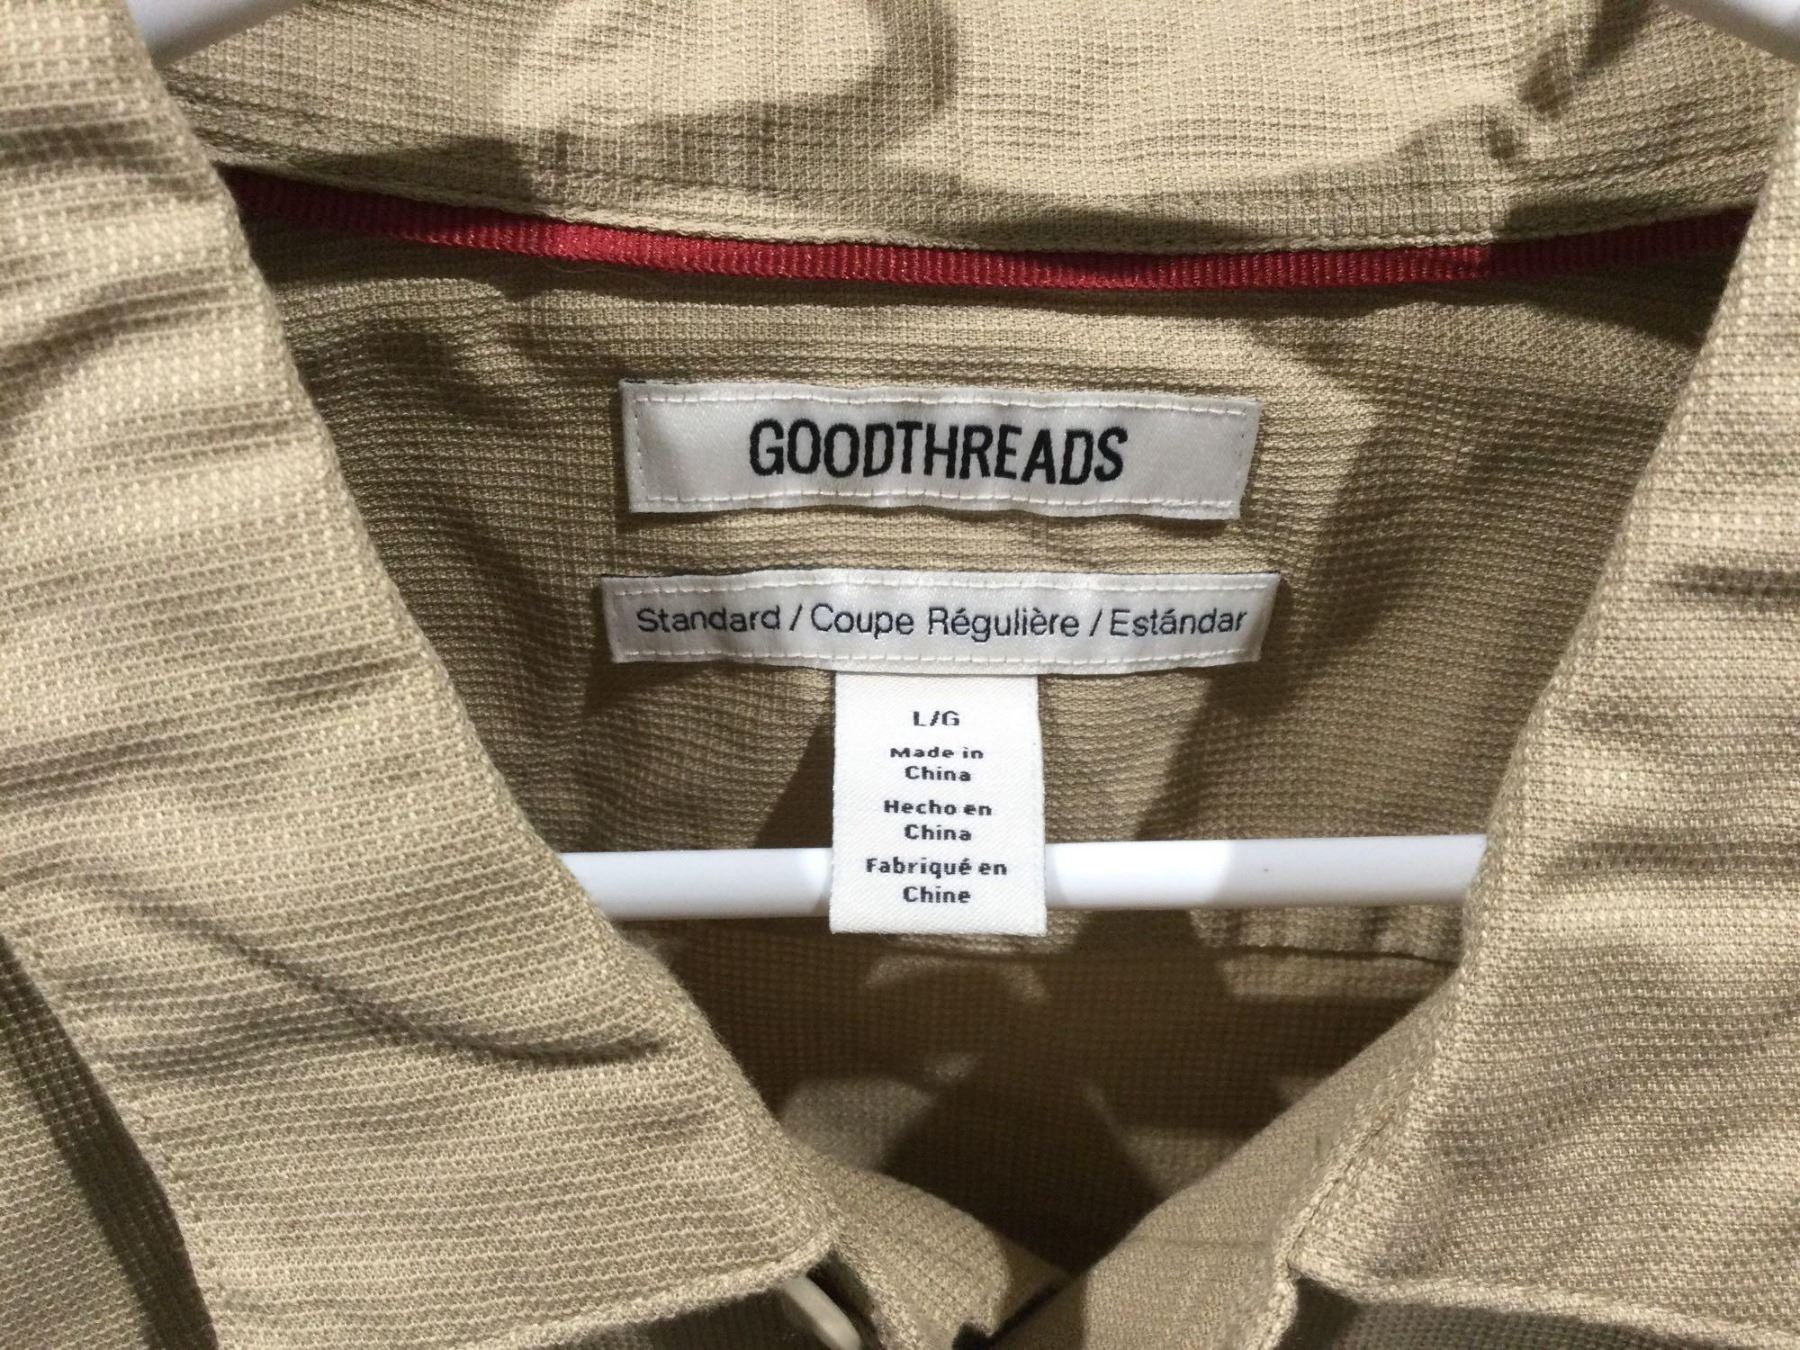 GOODTHREADS
Standard / Coupe Régulière / Estándar
L/G
Made in
China
Hecho en
China
Fabriqué en
Chine